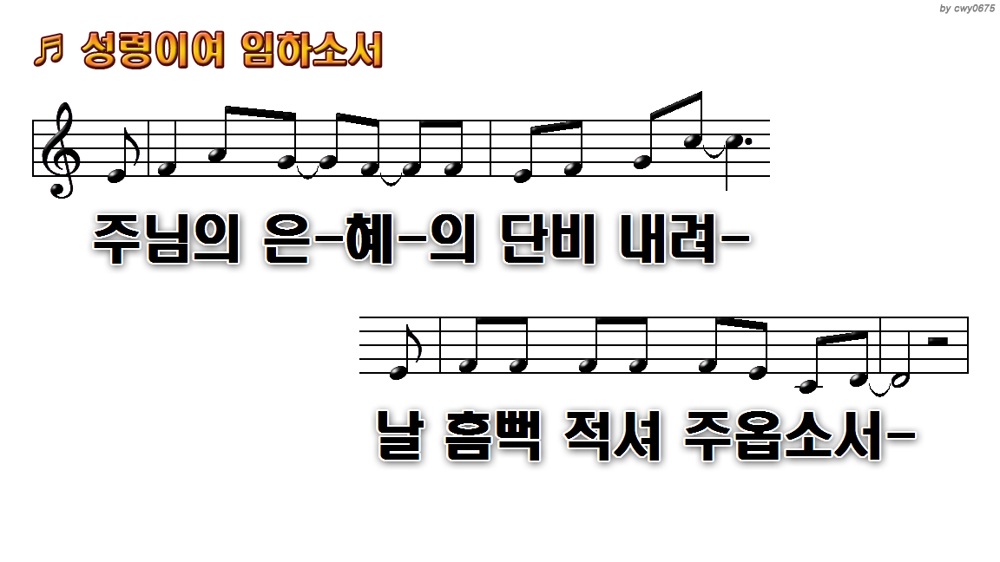 by cwy0675
♬ 성령이여 임하소서
주님의 은-혜-의 단비 내려-
날 흠뻑 적셔 주옵소서-